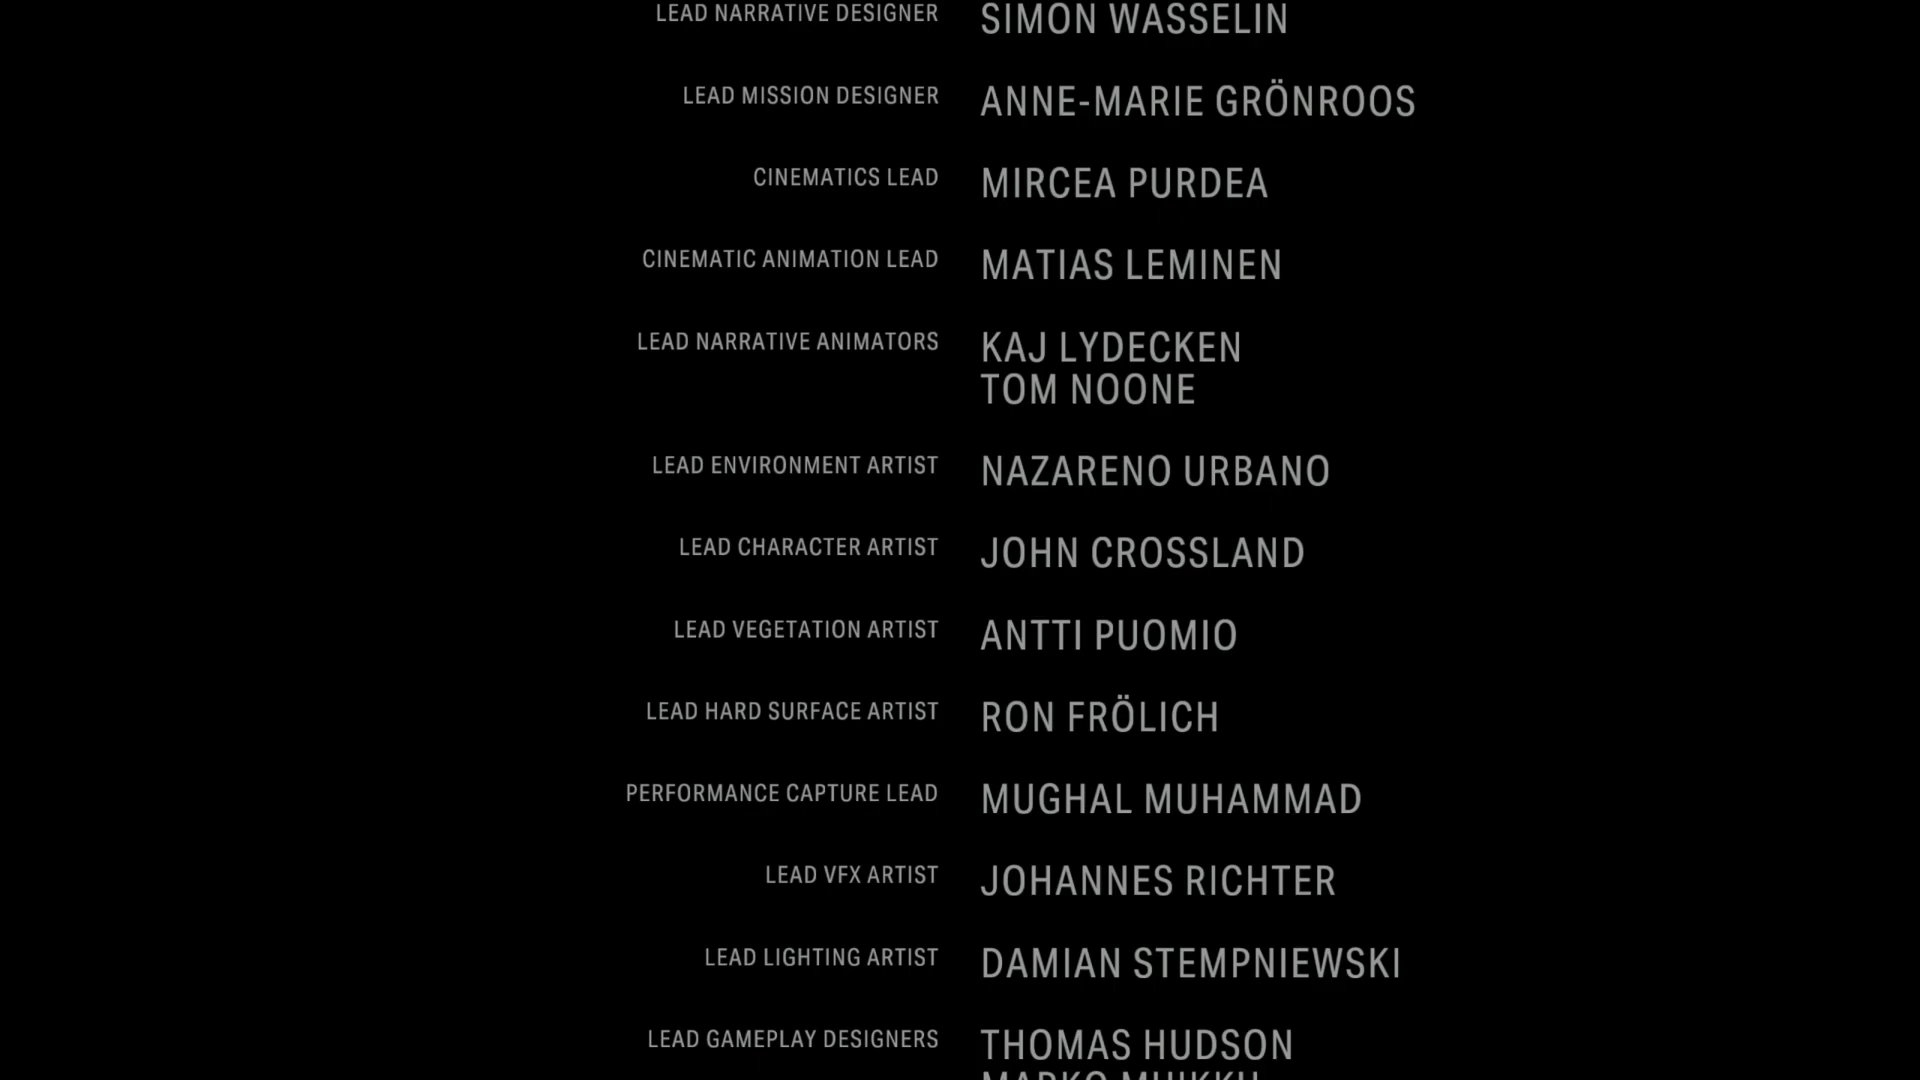 LEAD NARRATIVE DESIGNER SIMON WASSELIN
LEAD MISSION DESIGNER ANNE-MARIE GRÖNROOS
CINEMATICS LEAD MIRCEA PURDEA
CINEMATIC ANIMATION LEAD MATIAS LEMINEN
LEAD NARRATIVE ANIMATORS KAJ LYDECKEN
TOM NOONE
LEAD ENVIRONMENT ARTIST NAZARENO URBANO
LEAD CHARACTER ARTIST JOHN CROSSLAND
LEAD VEGETATION ARTIST ANTTI PUOMIO
LEAD HARD SURFACE ARTIST RON FRÖLICH
PERFORMANCE CAPTURE LEAD MUGHAL MUHAMMAD
LEAD VFX ARTIST JOHANNES RICHTER
LEAD LIGHTING ARTIST DAMIAN STEMPNIEWSKI
LEAD GAMEPLAY DESIGNERS THOMAS HUDSON